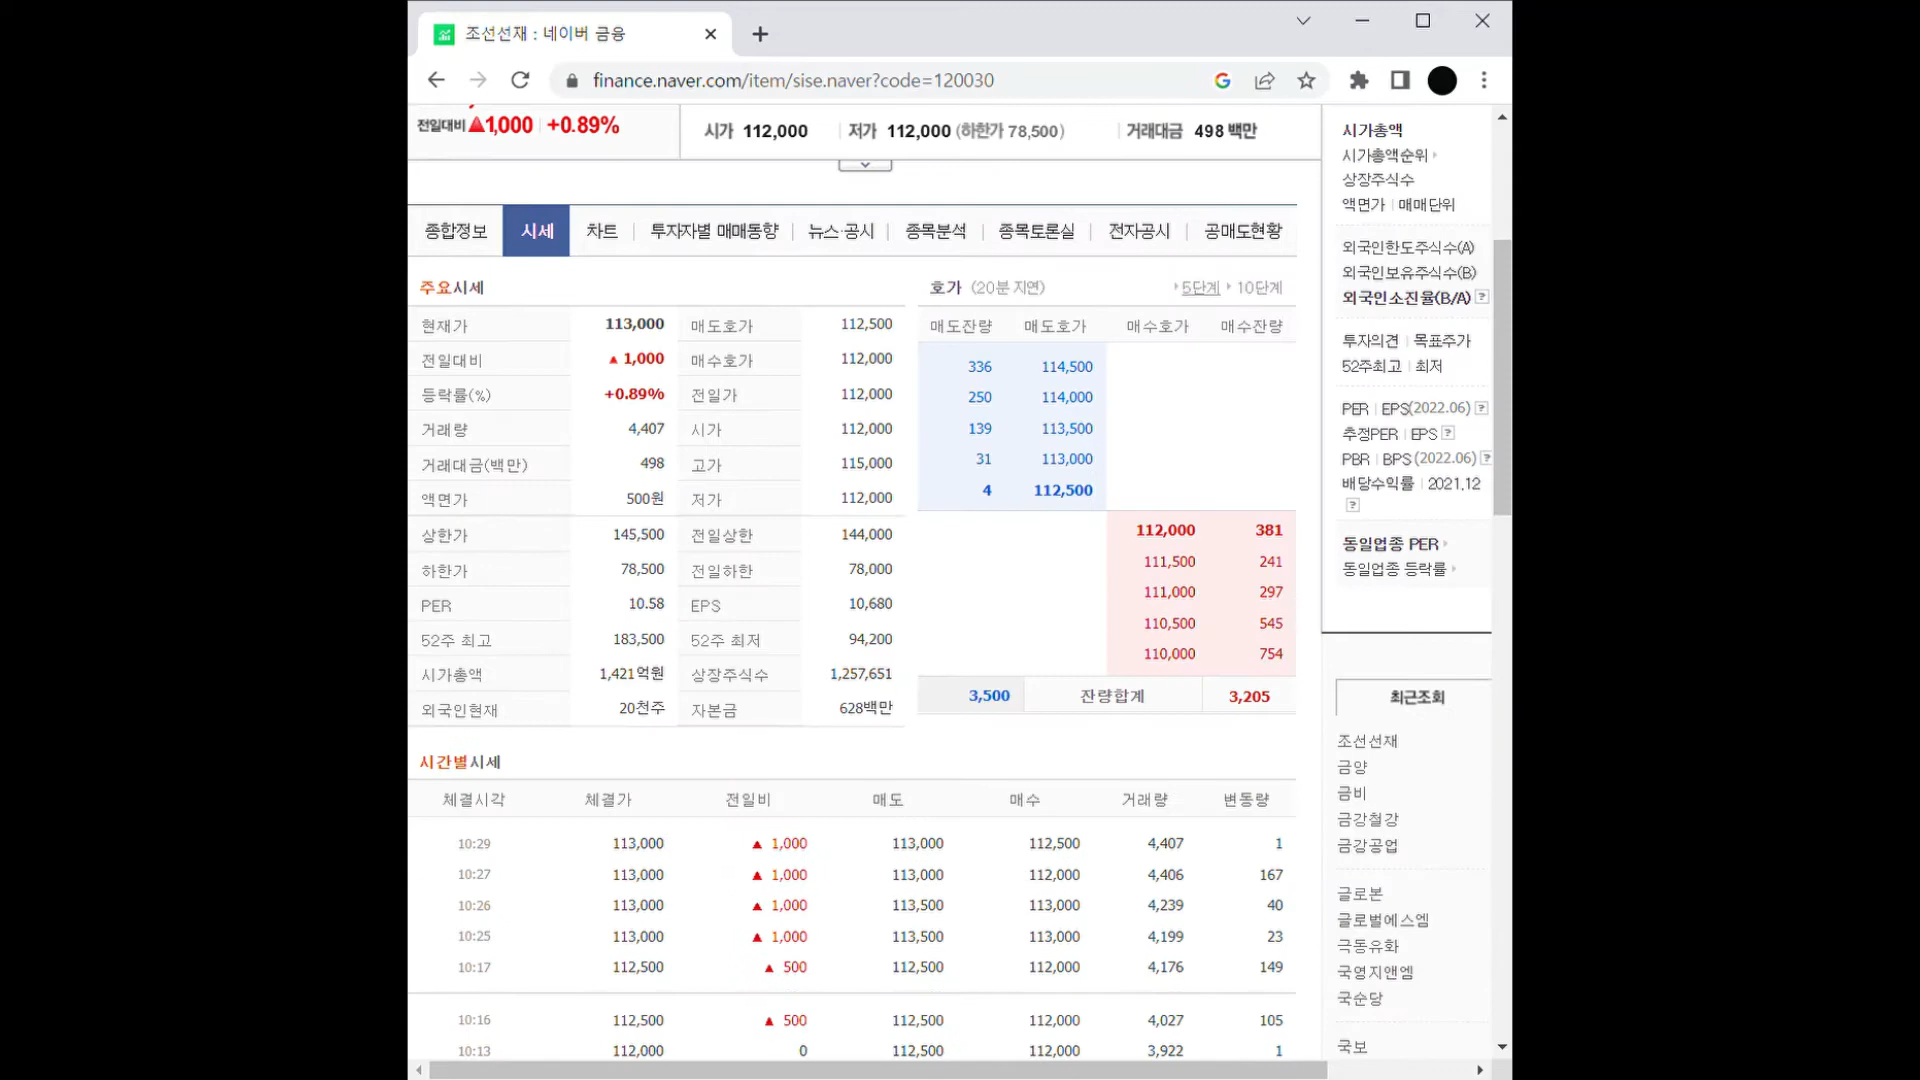 조선선재 : 네이버 금융
finance.naver.com/item/sise.naver?code=120030
전일대비 ▲1,000 +0.89%
시가 112,000 저가 112,000 (하한가 78,500) 거래대금 498 백만
종합정보 시세 차트 투자자별 매매동향 뉴스·공시 종목분석 종목토론실 전자공시 공매도현황
주요시세
현재가 113,000 매도호가 112,500
전일대비 ▲ 1,000 매수호가 112,000
등락률(%) +0.89% 전일가 112,000
거래량 4,407 시가 112,000
거래대금(백만) 498 고가 115,000
액면가 500원 저가 112,000
상한가 145,500 전일상한 144,000
하한가 78,500 전일하한 78,000
PER 10.58 EPS 10,680
52주 최고 183,500 52주 최저 94,200
시가총액 1,421억원 상장주식수 1,257,651
외국인현재 20천주 자본금 628백만
호가 (20분 지연) 5단계 10단계
매도잔량 매도호가 매수호가 매수잔량
336 114,500
250 114,000
139 113,500
31 113,000
4 112,500
112,000 381
111,500 241
111,000 297
110,500 545
110,000 754
3,500 잔량합계 3,205
시간별시세
체결시각 체결가 전일비 매도 매수 거래량 변동량
10:29 113,000 ▲ 1,000 113,000 112,500 4,407 1
10:27 113,000 ▲ 1,000 113,000 112,000 4,406 167
10:26 113,000 ▲ 1,000 113,500 113,000 4,239 40
10:25 113,000 ▲ 1,000 113,500 113,000 4,199 23
10:17 112,500 ▲ 500 112,500 112,000 4,176 149
10:16 112,500 ▲ 500 112,500 112,000 4,027 105
10:13 112,000 0 112,500 112,000 3,922 1
시가총액
시가총액순위
상장주식수
액면가 | 매매단위
외국인한도주식수(A)
외국인보유주식수(B)
외국인소진율(B/A) ?
투자의견 | 목표주가
52주최고 | 최저
PER | EPS(2022.06) ?
추정PER | EPS ?
PBR | BPS (2022.06) ?
배당수익률 | 2021.12
?
동일업종 PER
동일업종 등락률
최근조회
조선선재
금양
금비
금강철강
금강공업
글로본
글로벌에스엠
극동유화
국영지앤엠
국순당
국보